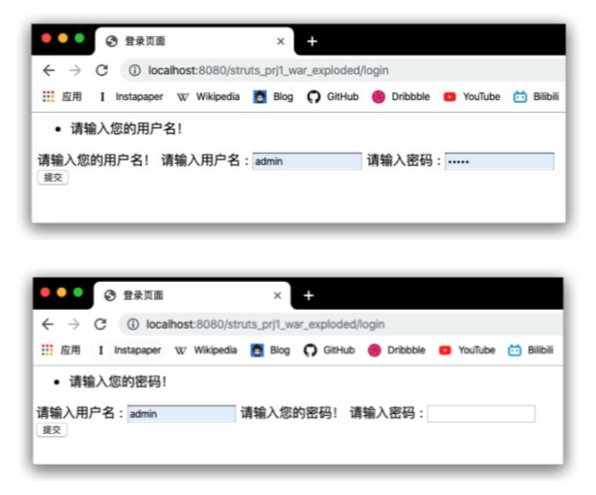 登录页面
localhost:8080/struts_prj1_war_exploded/login
应用 Instapaper Wikipedia Blog GitHub Dribbble YouTube Bilibili
• 请输入您的用户名！
请输入您的用户名！ 请输入用户名：admin 请输入密码：•••••
提交
登录页面
localhost:8080/struts_prj1_war_exploded/login
应用 Instapaper Wikipedia Blog GitHub Dribbble YouTube Bilibili
• 请输入您的密码！
请输入用户名：admin 请输入您的密码！ 请输入密码：
提交